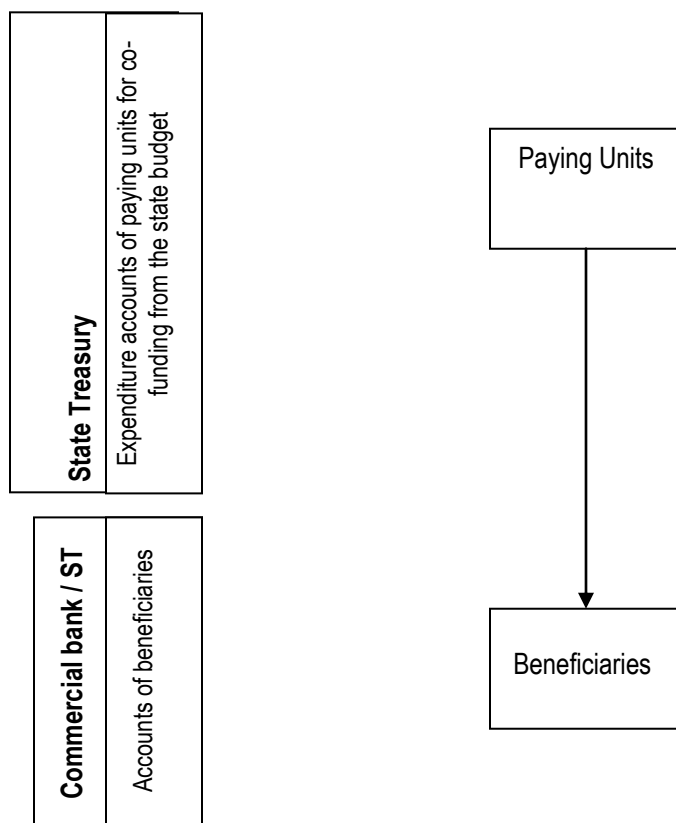 State Treasury
Expenditure accounts of paying units for co-
funding from the state budget
Paying Units
Commercial bank / ST
Accounts of beneficiaries
Beneficiaries